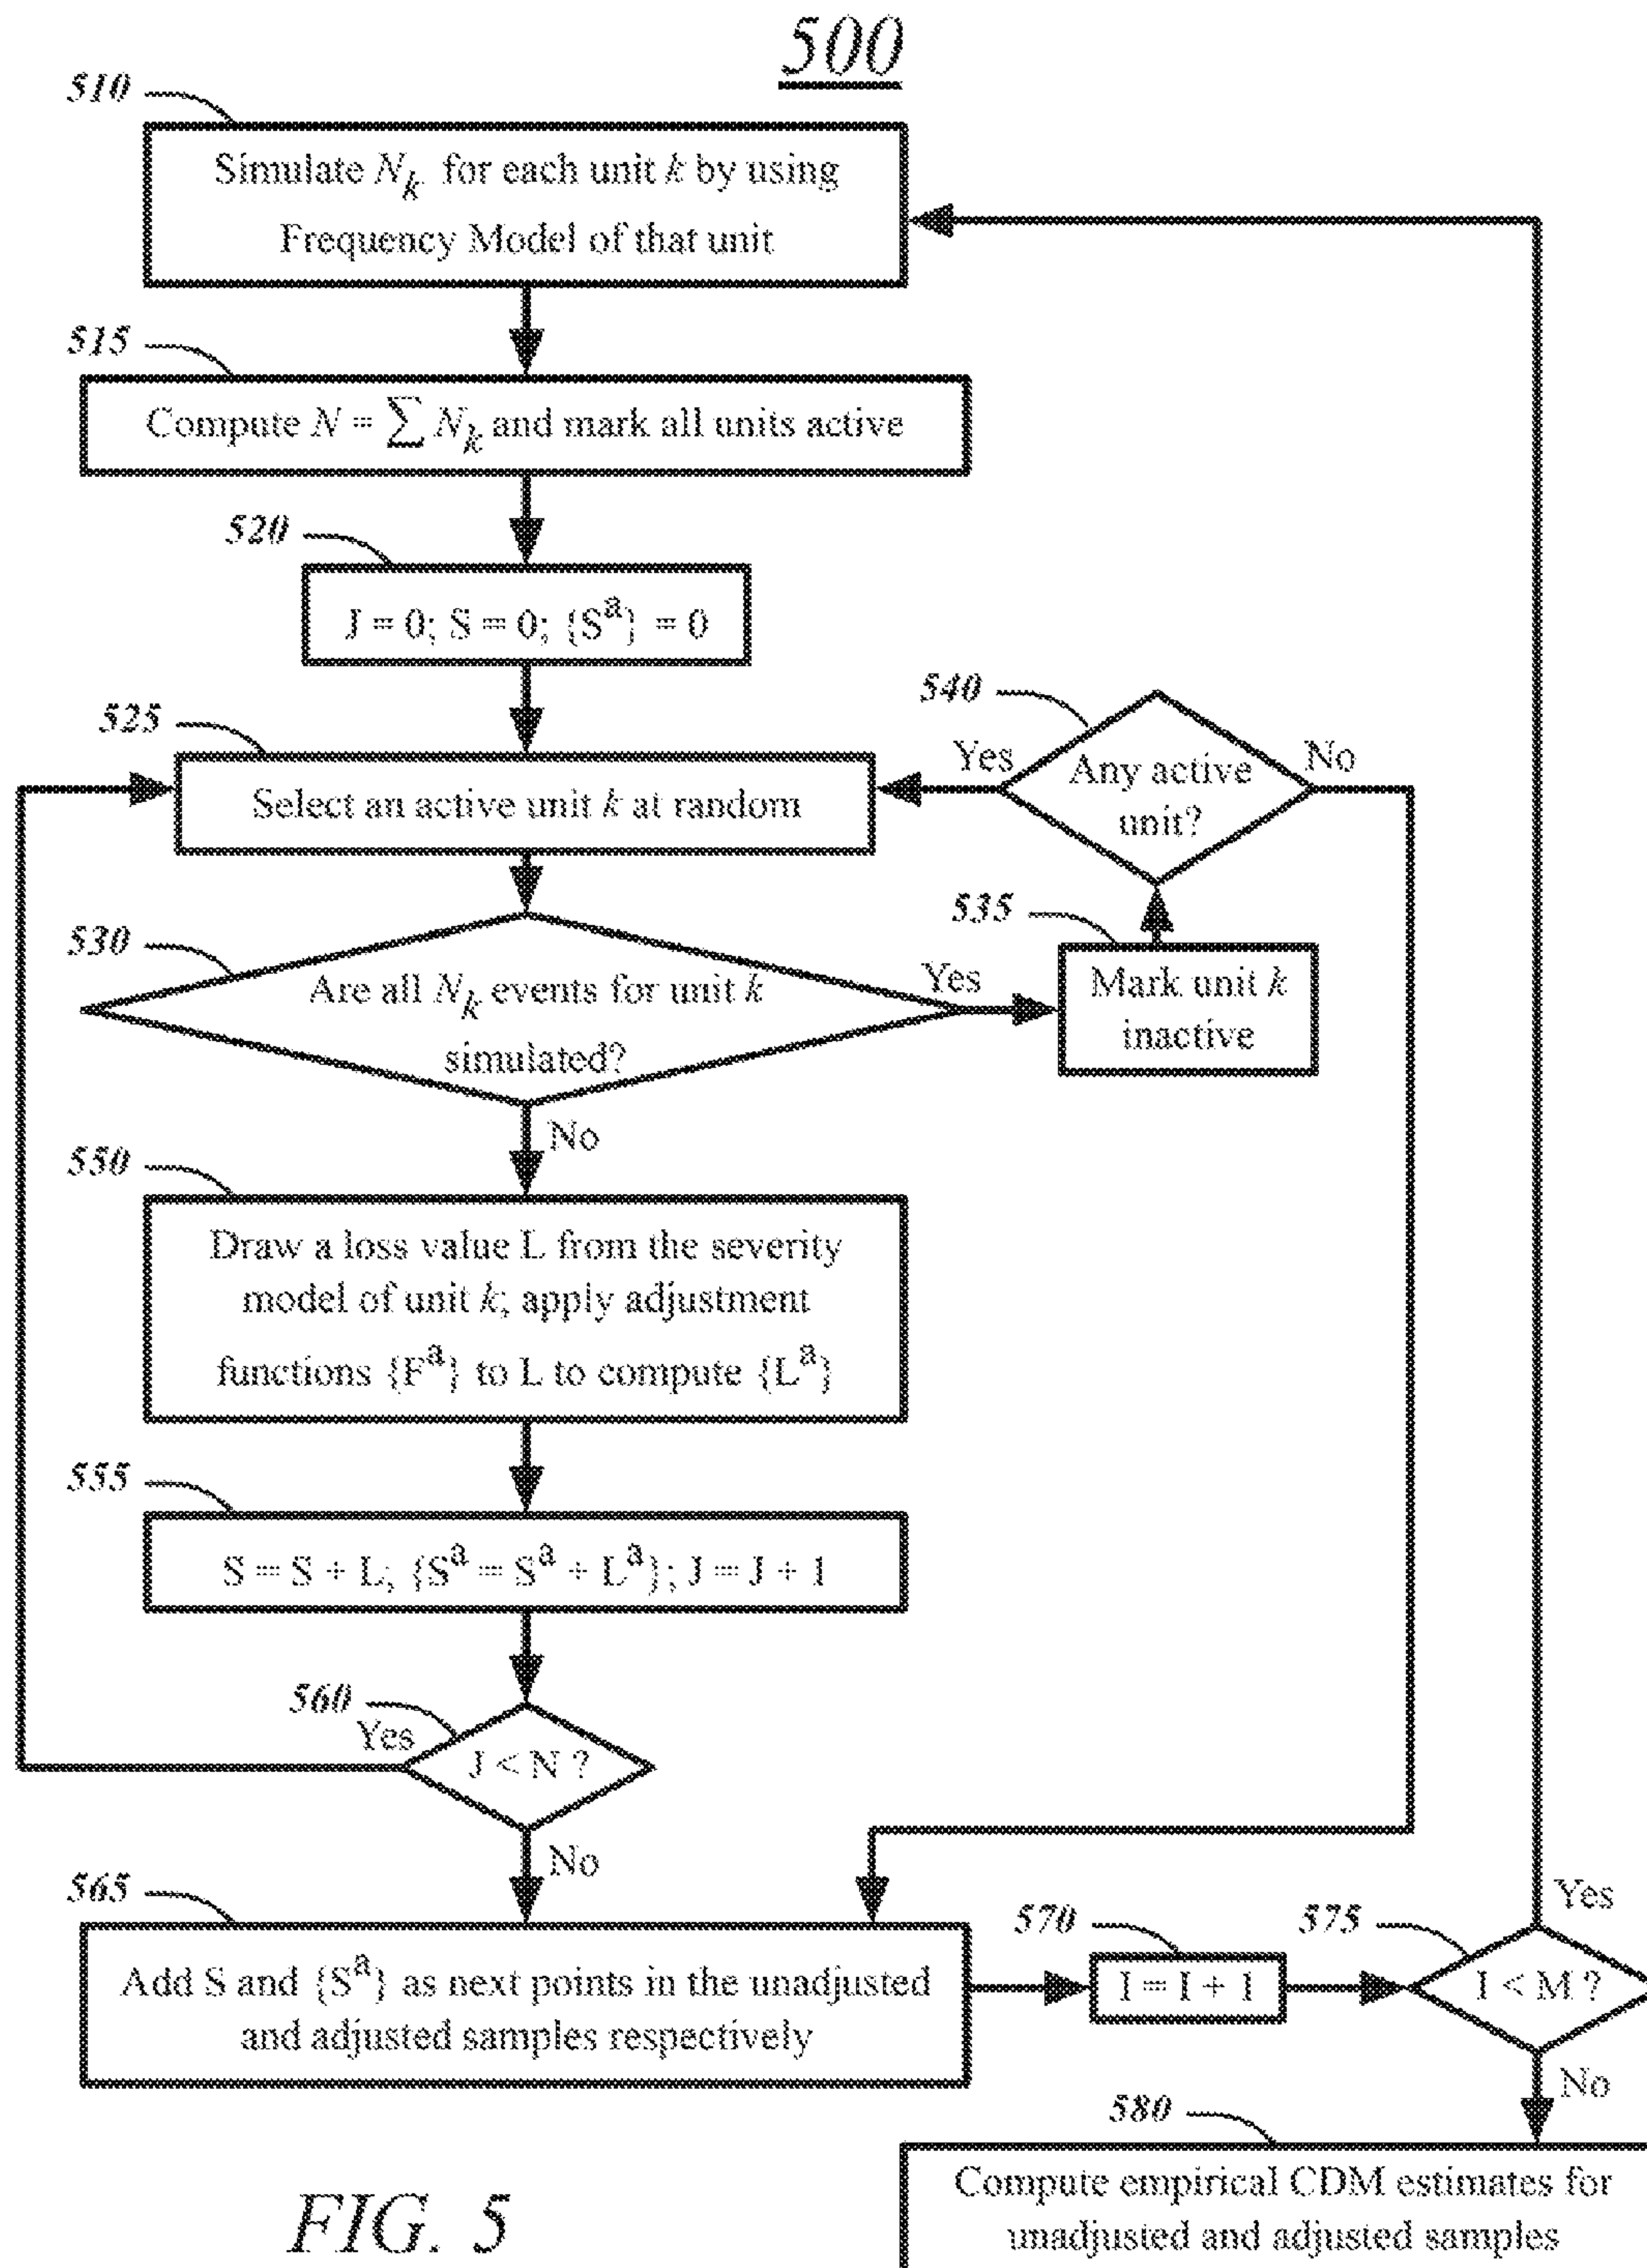 500
510
Simulate N_k for each unit k by using
Frequency Model of that unit
515
Compute N = ∑ N_k and mark all units active
520
J = 0; S = 0; {S^a} = 0
525
Select an active unit k at random
540
Yes
Any active
unit?
No
530
Are all N_k events for unit k
simulated?
Yes
535
Mark unit k
inactive
No
550
Draw a loss value L from the severity
model of unit k; apply adjustment
functions {F^a} to L to compute {L^a}
555
S = S + L; {S^a = S^a + L^a}; J = J + 1
560
Yes
J < N ?
No
565
Add S and {S^a} as next points in the unadjusted
and adjusted samples respectively
570
I = I + 1
575
Yes
I < M ?
No
580
Compute empirical CDM estimates for
unadjusted and adjusted samples
FIG. 5